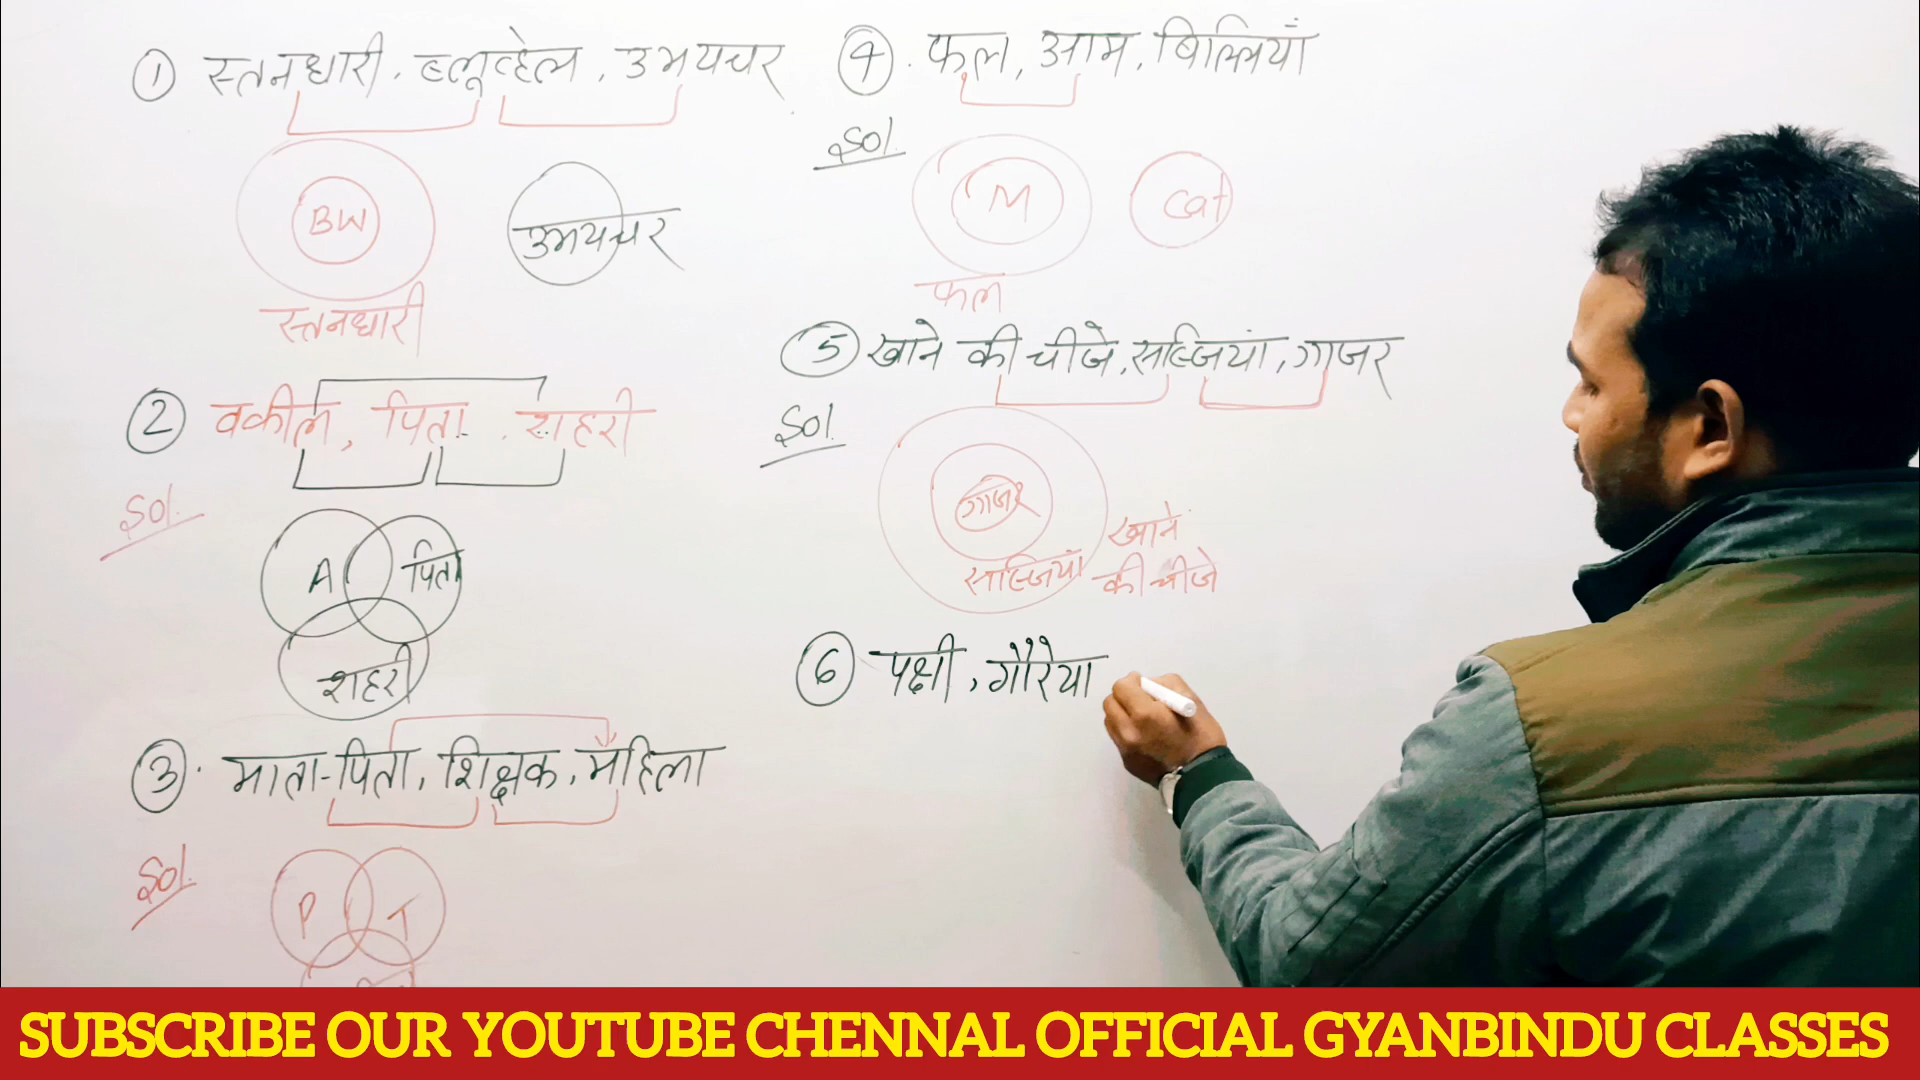 ① स्तनधारी, ब्लूव्हेल, उभयचर
BW
उभयचर
स्तनधारी
② वकील, पिता, शहरी
Sol.
A पिता
शहरी
③ माता-पिता, शिक्षक, महिला
Sol.
P T
④ फल, आम, बिल्लियाँ
Sol.
M Cat
फल
⑤ खाने की चीजे, सब्जियां, गाजर
Sol.
गाजर
सब्जियां
खाने
की चीजे
⑥ पक्षी, गौरैया
SUBSCRIBE OUR YOUTUBE CHENNAL OFFICIAL GYANBINDU CLASSES